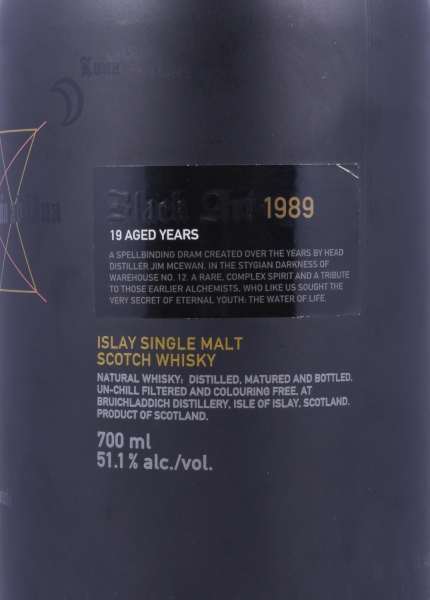 Luna
Black Art 1989
19 AGED YEARS
A SPELLBINDING DRAM CREATED OVER THE YEARS BY HEAD
DISTILLER JIM MCEWAN, IN THE STYGIAN DARKNESS OF
WAREHOUSE NO. 12. A RARE, COMPLEX SPIRIT AND A TRIBUTE
TO THOSE EARLIER ALCHEMISTS, WHO LIKE US SOUGHT THE
VERY SECRET OF ETERNAL YOUTH: THE WATER OF LIFE.
ISLAY SINGLE MALT
SCOTCH WHISKY
NATURAL WHISKY: DISTILLED, MATURED AND BOTTLED,
UN-CHILL FILTERED AND COLOURING FREE, AT
BRUICHLADDICH DISTILLERY, ISLE OF ISLAY, SCOTLAND.
PRODUCT OF SCOTLAND.
700 ml
51.1% alc./vol.